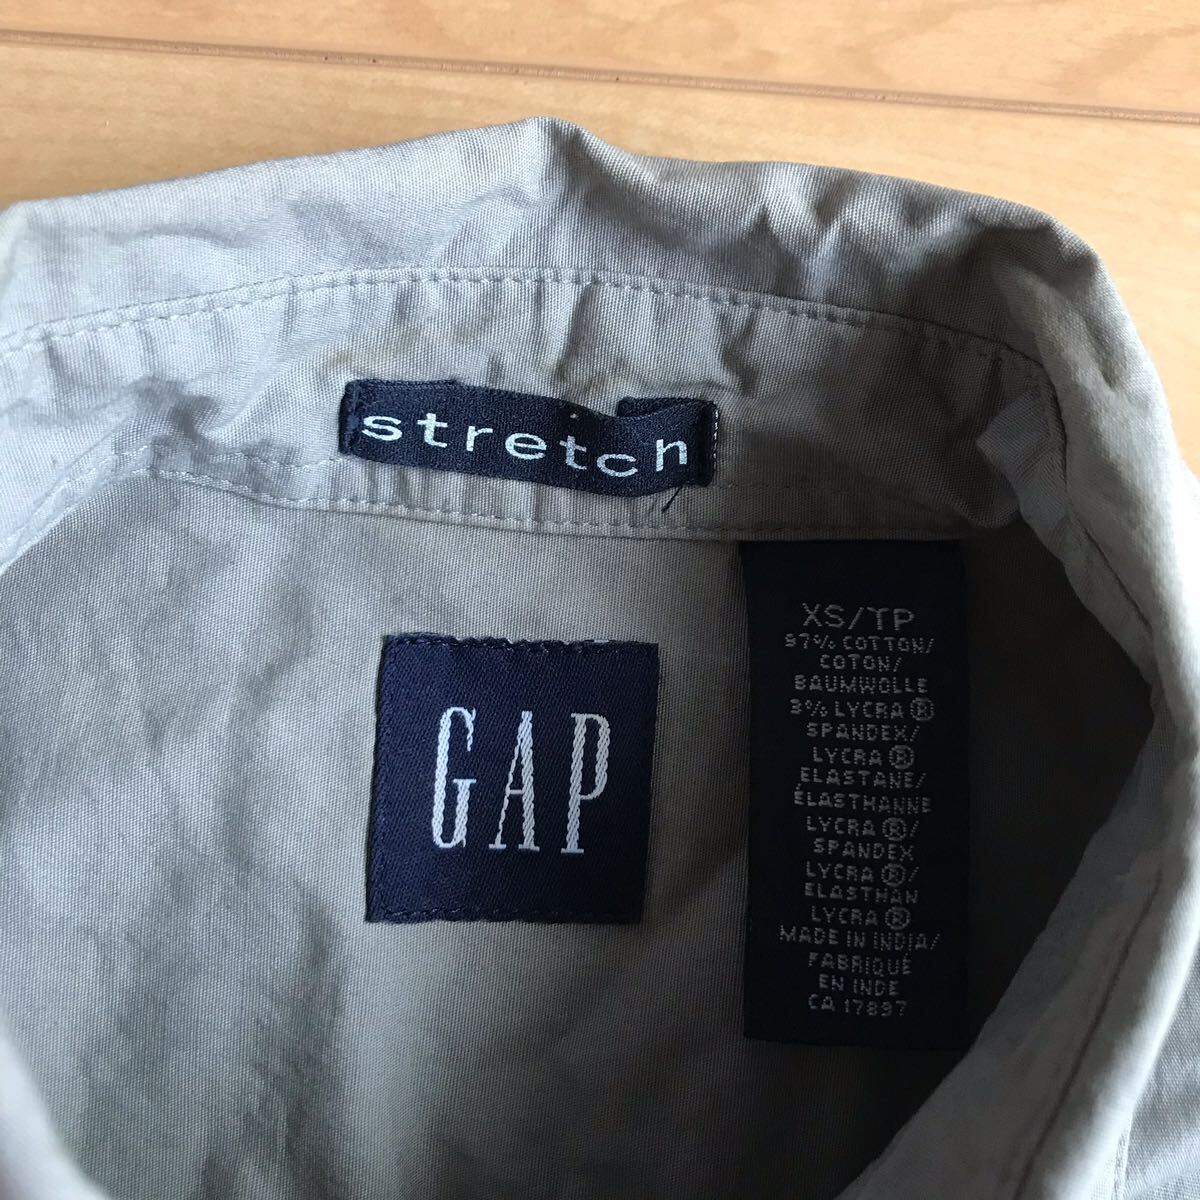 stretch
GAP
XS/TP
97% COTTON/
COTON/
BAUMWOLLE
3% LYCRA ®
SPANDEX/
LYCRA ®
ELASTANE/
ÉLASTHANNE
LYCRA ®/
SPANDEX
LYCRA ®/
ELASTHAN
LYCRA ®
MADE IN INDIA/
FABRIQUÉ
EN INDE
CA 17897